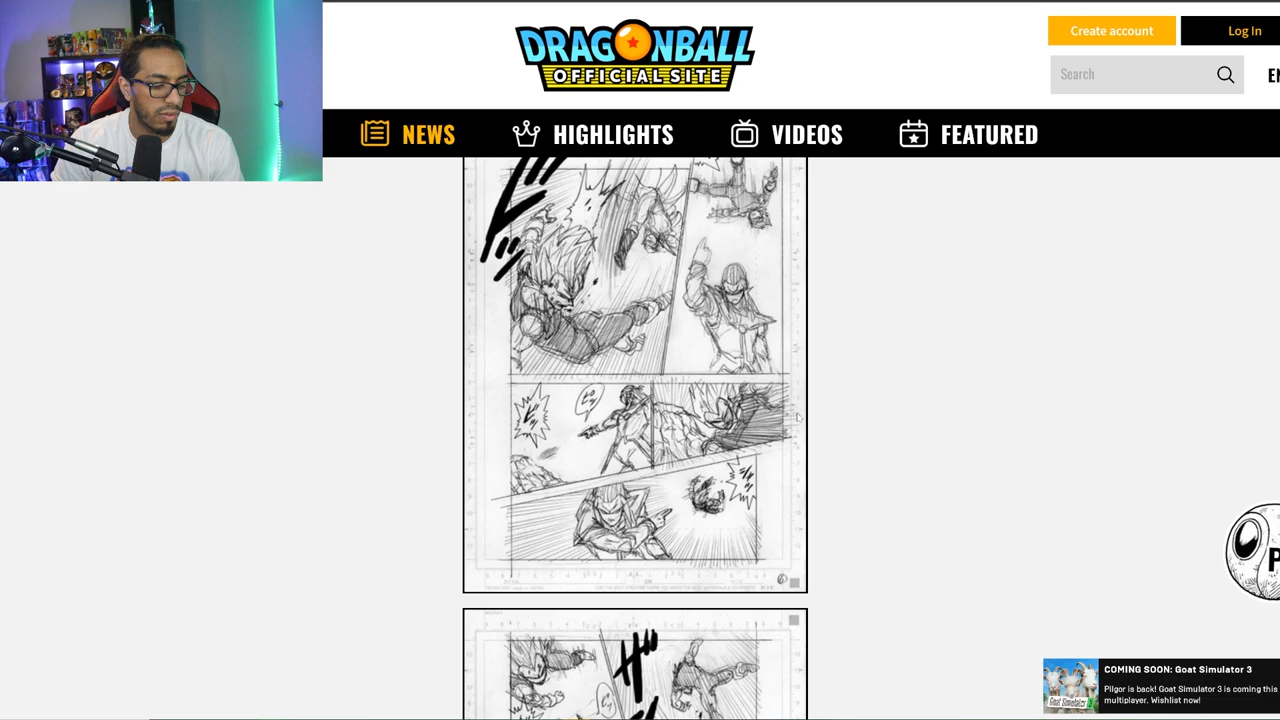 DRAGONBALL
OFFICIAL SITE
Create account
Log In
Search
EN
NEWS
HIGHLIGHTS
VIDEOS
FEATURED
COMING SOON: Goat Simulator 3
Pilgor is back! Goat Simulator 3 is coming this
multiplayer. Wishlist now!